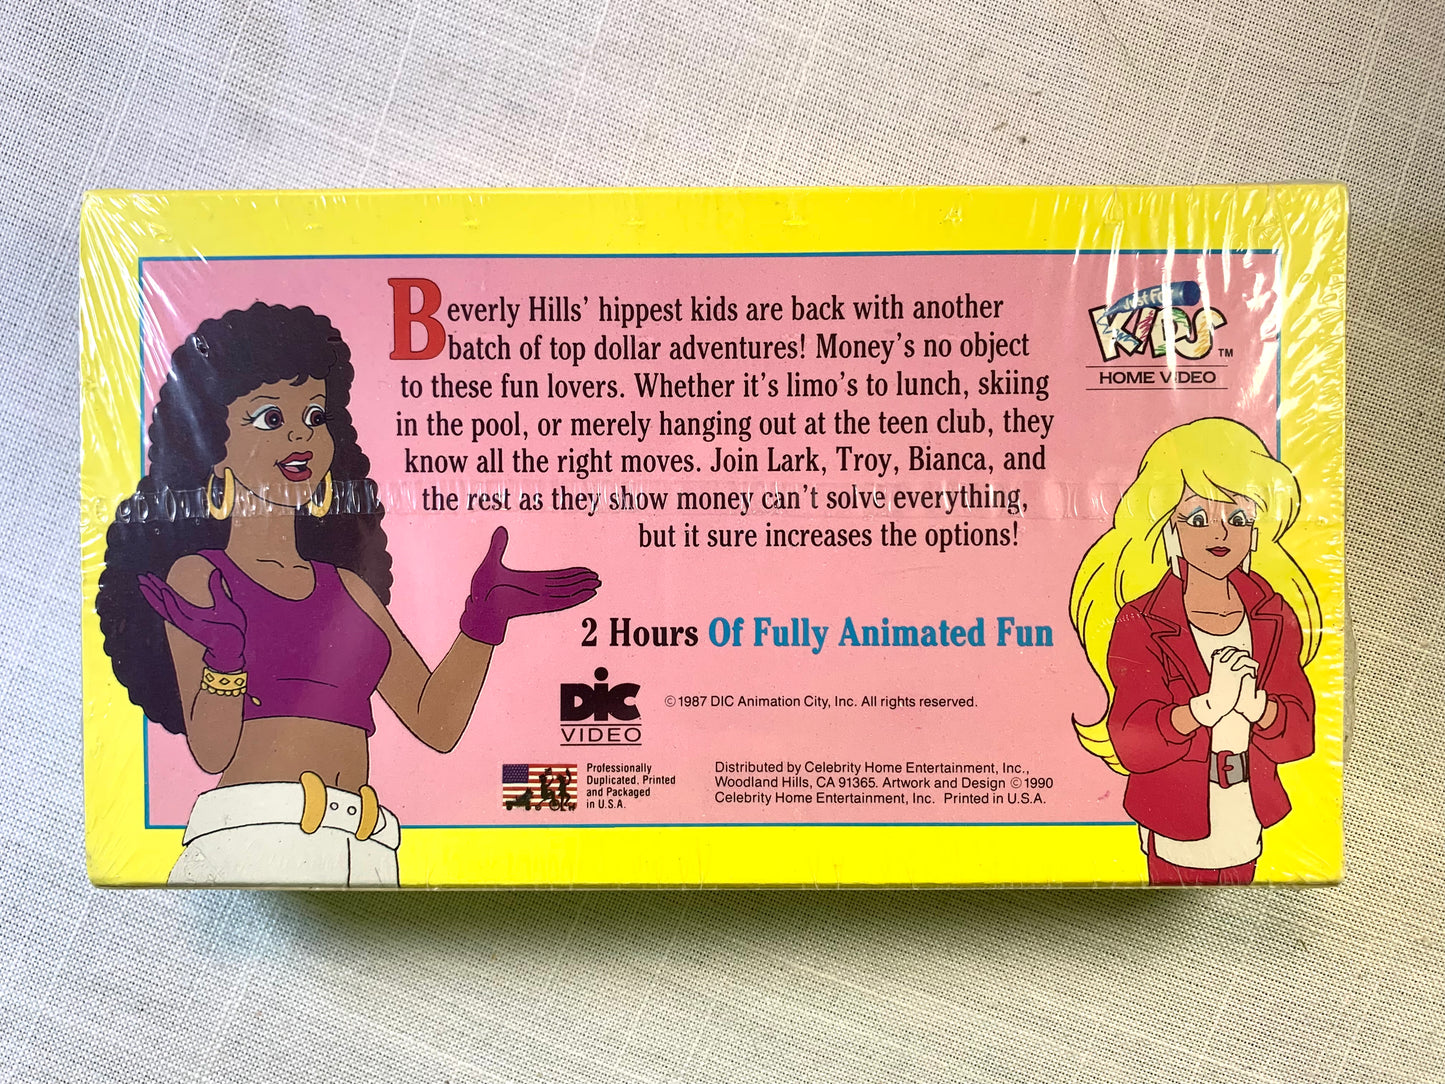 Beverly Hills' hippest kids are back with another
batch of top dollar adventures! Money's no object
to these fun lovers. Whether it's limo's to lunch, skiing
in the pool, or merely hanging out at the teen club, they
know all the right moves. Join Lark, Troy, Bianca, and
the rest as they show money can't solve everything,
but it sure increases the options!
Just For
KIDS TM
HOME VIDEO
2 Hours Of Fully Animated Fun
DIC
VIDEO
©1987 DIC Animation City, Inc. All rights reserved.
Professionally
Duplicated, Printed
and Packaged
in U.S.A.
Distributed by Celebrity Home Entertainment, Inc.,
Woodland Hills, CA 91365. Artwork and Design ©1990
Celebrity Home Entertainment, Inc. Printed in U.S.A.